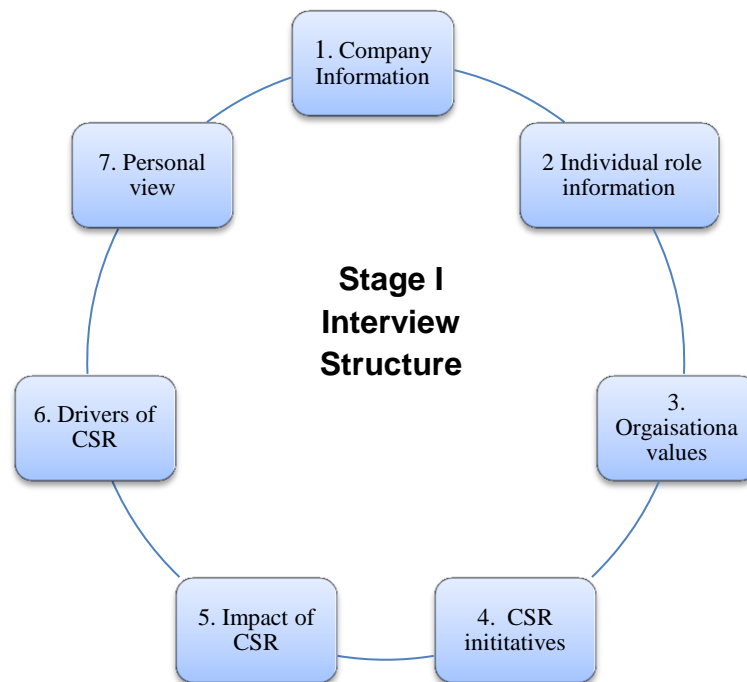 1. Company
Information
2 Individual role
information
3.
Orgaisationa
values
4.  CSR
inititatives
5. Impact of
CSR
6. Drivers of
CSR
7. Personal
view
Stage I
Interview
Structure